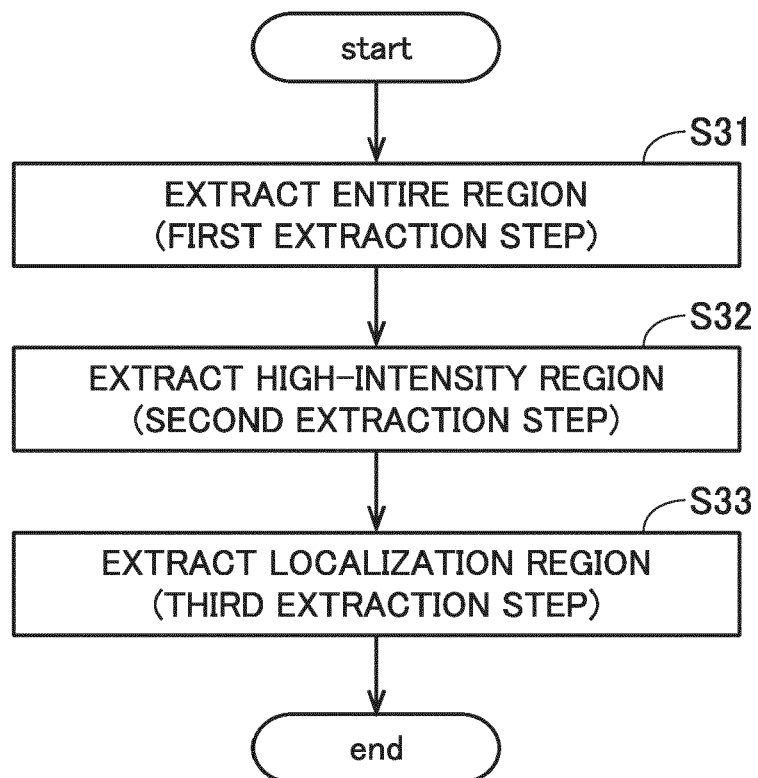 start
S31
EXTRACT ENTIRE REGION
(FIRST EXTRACTION STEP)
S32
EXTRACT HIGH-INTENSITY REGION
(SECOND EXTRACTION STEP)
S33
EXTRACT LOCALIZATION REGION
(THIRD EXTRACTION STEP)
end